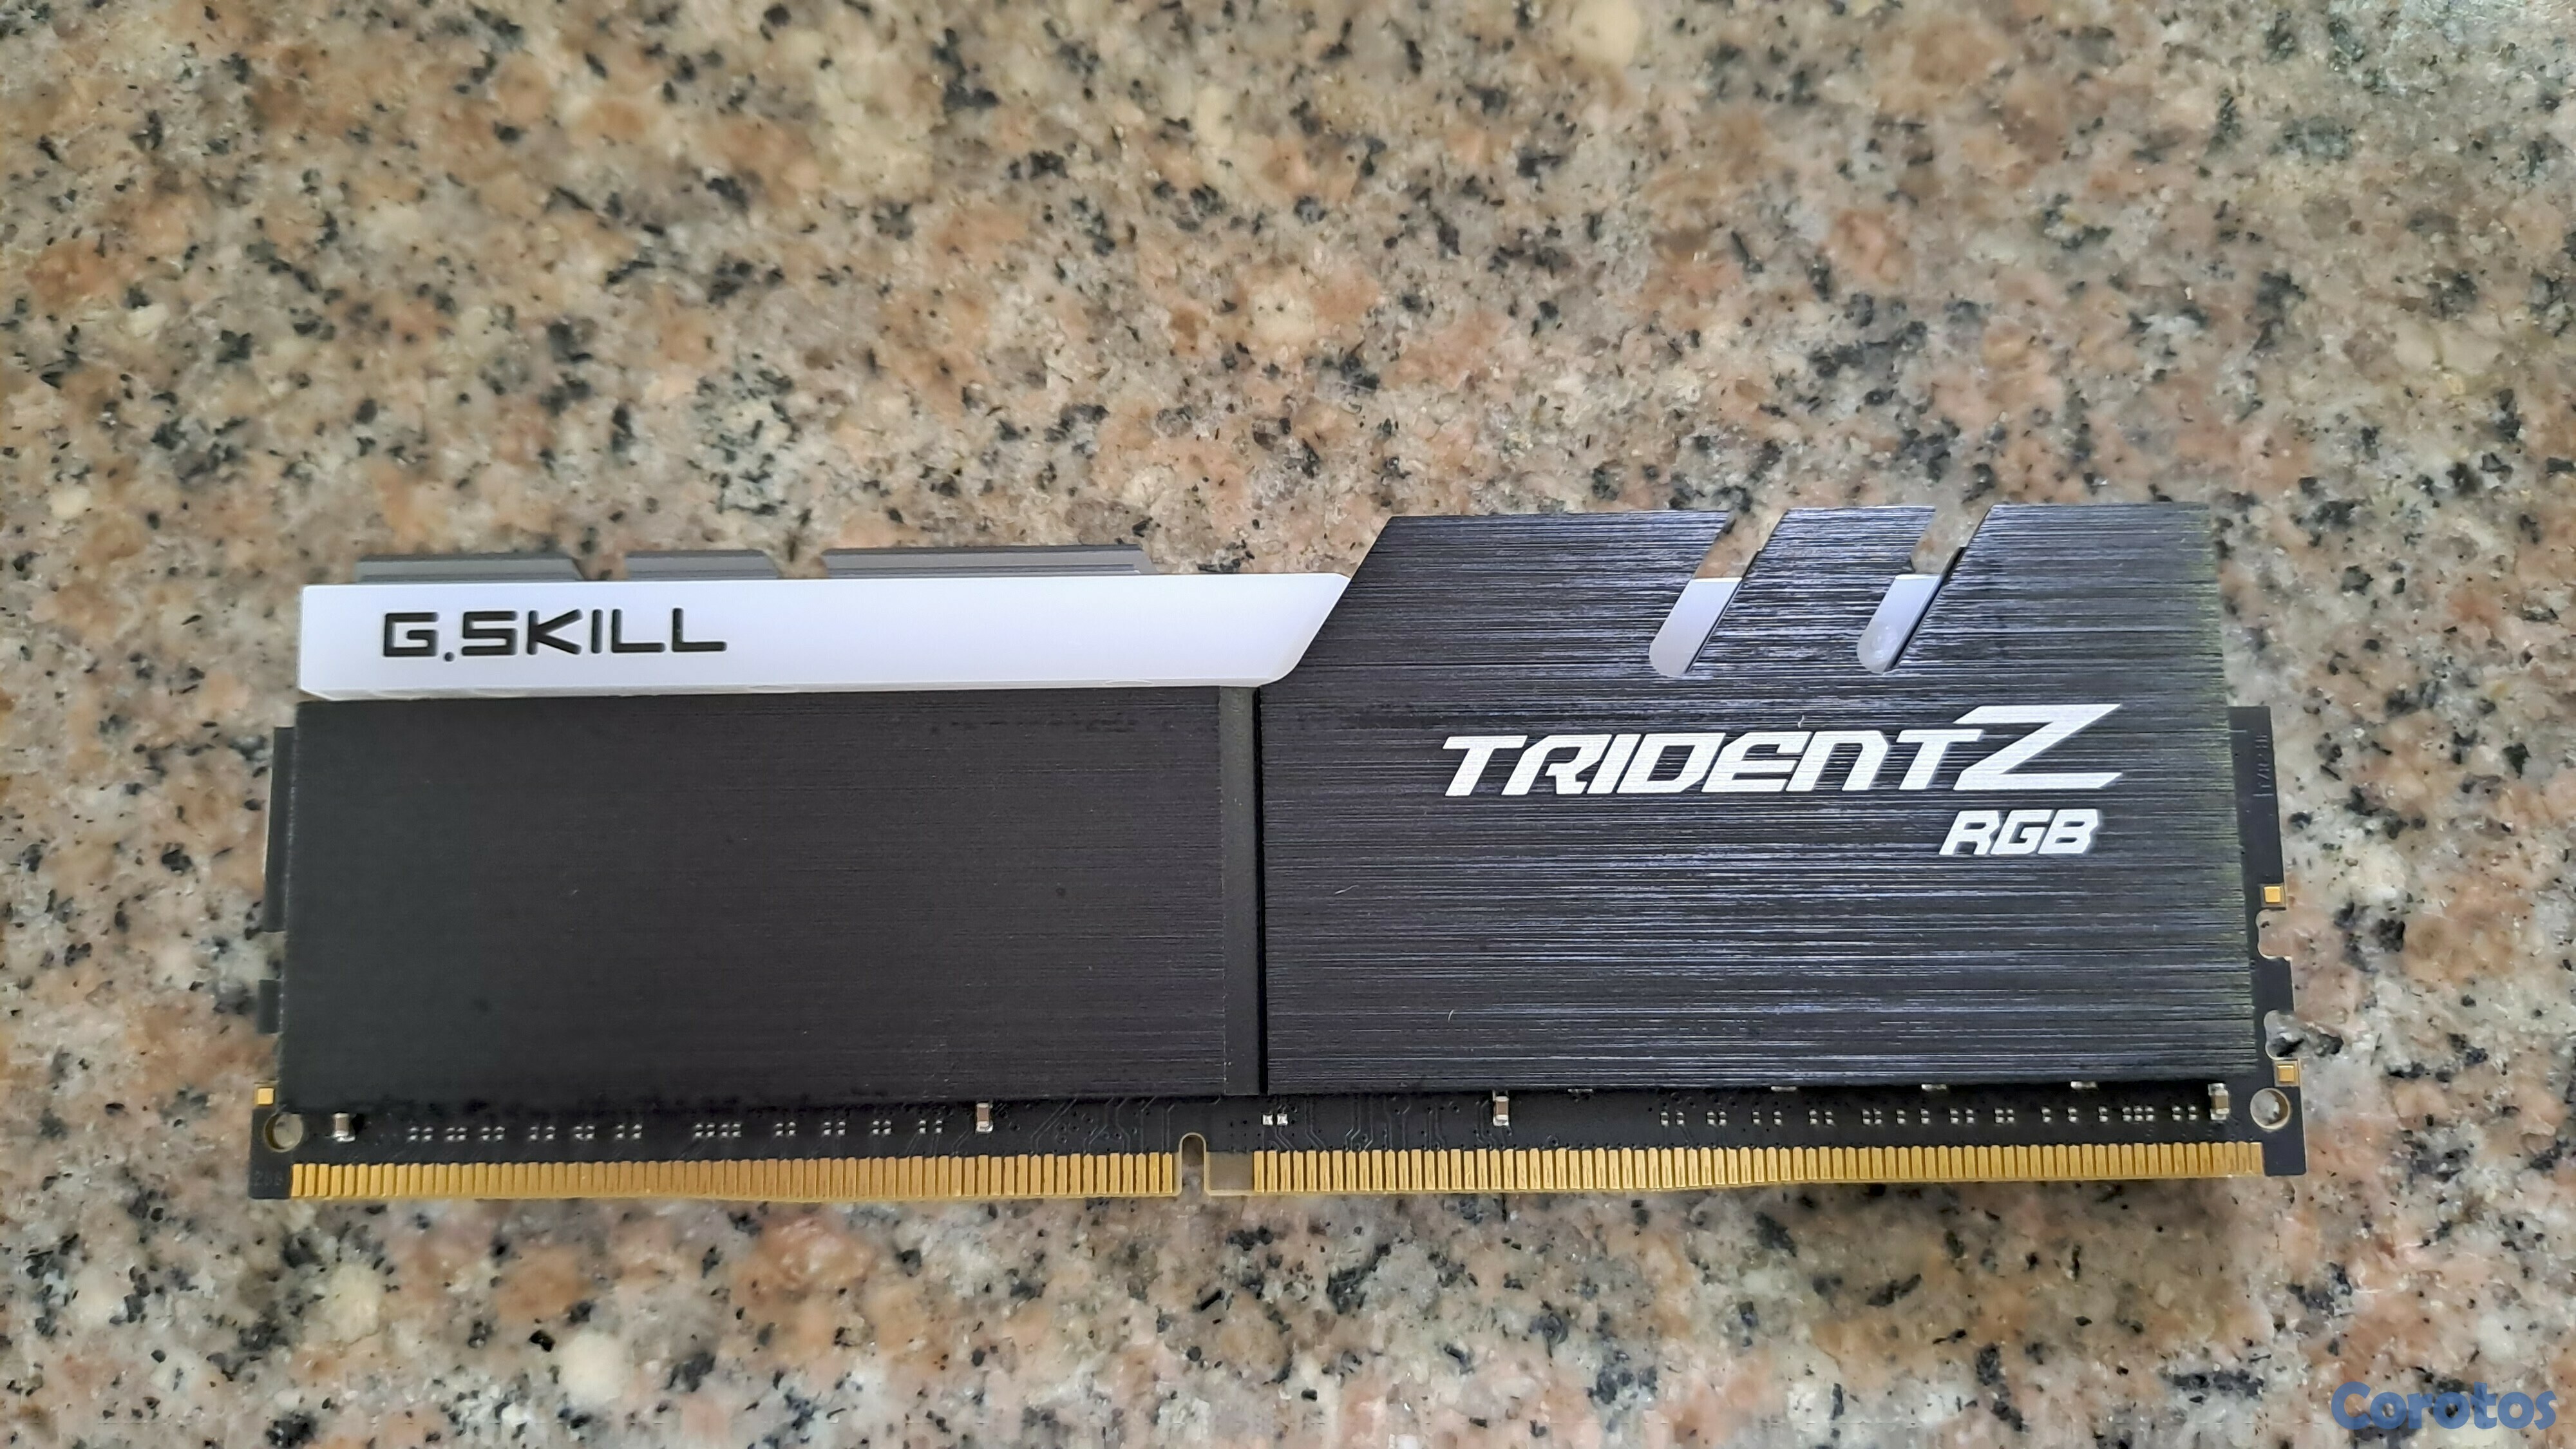 G.SKILL
TRIDENTZ
RGB
Corotos